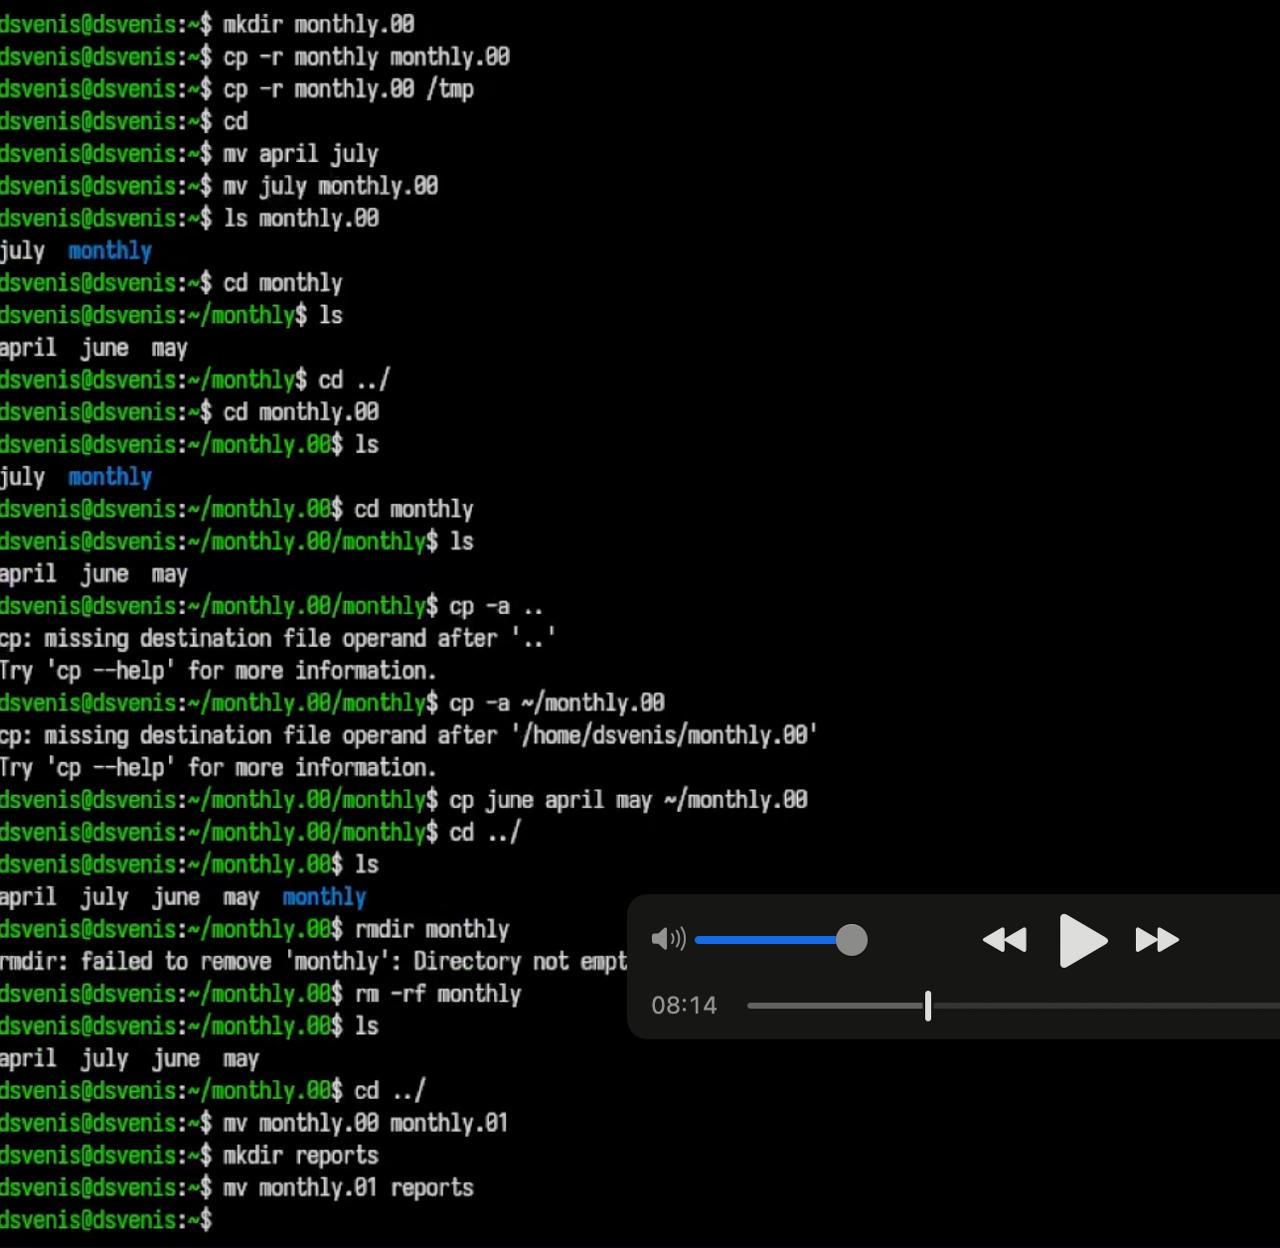 dsvenis@dsvenis:~$ mkdir monthly.00
dsvenis@dsvenis:~$ cp -r monthly monthly.00
dsvenis@dsvenis:~$ cp -r monthly.00 /tmp
dsvenis@dsvenis:~$ cd
dsvenis@dsvenis:~$ mv april july
dsvenis@dsvenis:~$ mv july monthly.00
dsvenis@dsvenis:~$ ls monthly.00
july  monthly
dsvenis@dsvenis:~$ cd monthly
dsvenis@dsvenis:~/monthly$ ls
april  june  may
dsvenis@dsvenis:~/monthly$ cd ../
dsvenis@dsvenis:~$ cd monthly.00
dsvenis@dsvenis:~/monthly.00$ ls
july  monthly
dsvenis@dsvenis:~/monthly.00$ cd monthly
dsvenis@dsvenis:~/monthly.00/monthly$ ls
april  june  may
dsvenis@dsvenis:~/monthly.00/monthly$ cp -a ..
cp: missing destination file operand after '..'
Try 'cp --help' for more information.
dsvenis@dsvenis:~/monthly.00/monthly$ cp -a ~/monthly.00
cp: missing destination file operand after '/home/dsvenis/monthly.00'
Try 'cp --help' for more information.
dsvenis@dsvenis:~/monthly.00/monthly$ cp june april may ~/monthly.00
dsvenis@dsvenis:~/monthly.00/monthly$ cd ../
dsvenis@dsvenis:~/monthly.00$ ls
april  july  june  may  monthly
dsvenis@dsvenis:~/monthly.00$ rmdir monthly
rmdir: failed to remove 'monthly': Directory not empt
dsvenis@dsvenis:~/monthly.00$ rm -rf monthly
08:14
dsvenis@dsvenis:~/monthly.00$ ls
april  july  june  may
dsvenis@dsvenis:~/monthly.00$ cd ../
dsvenis@dsvenis:~$ mv monthly.00 monthly.01
dsvenis@dsvenis:~$ mkdir reports
dsvenis@dsvenis:~$ mv monthly.01 reports
dsvenis@dsvenis:~$